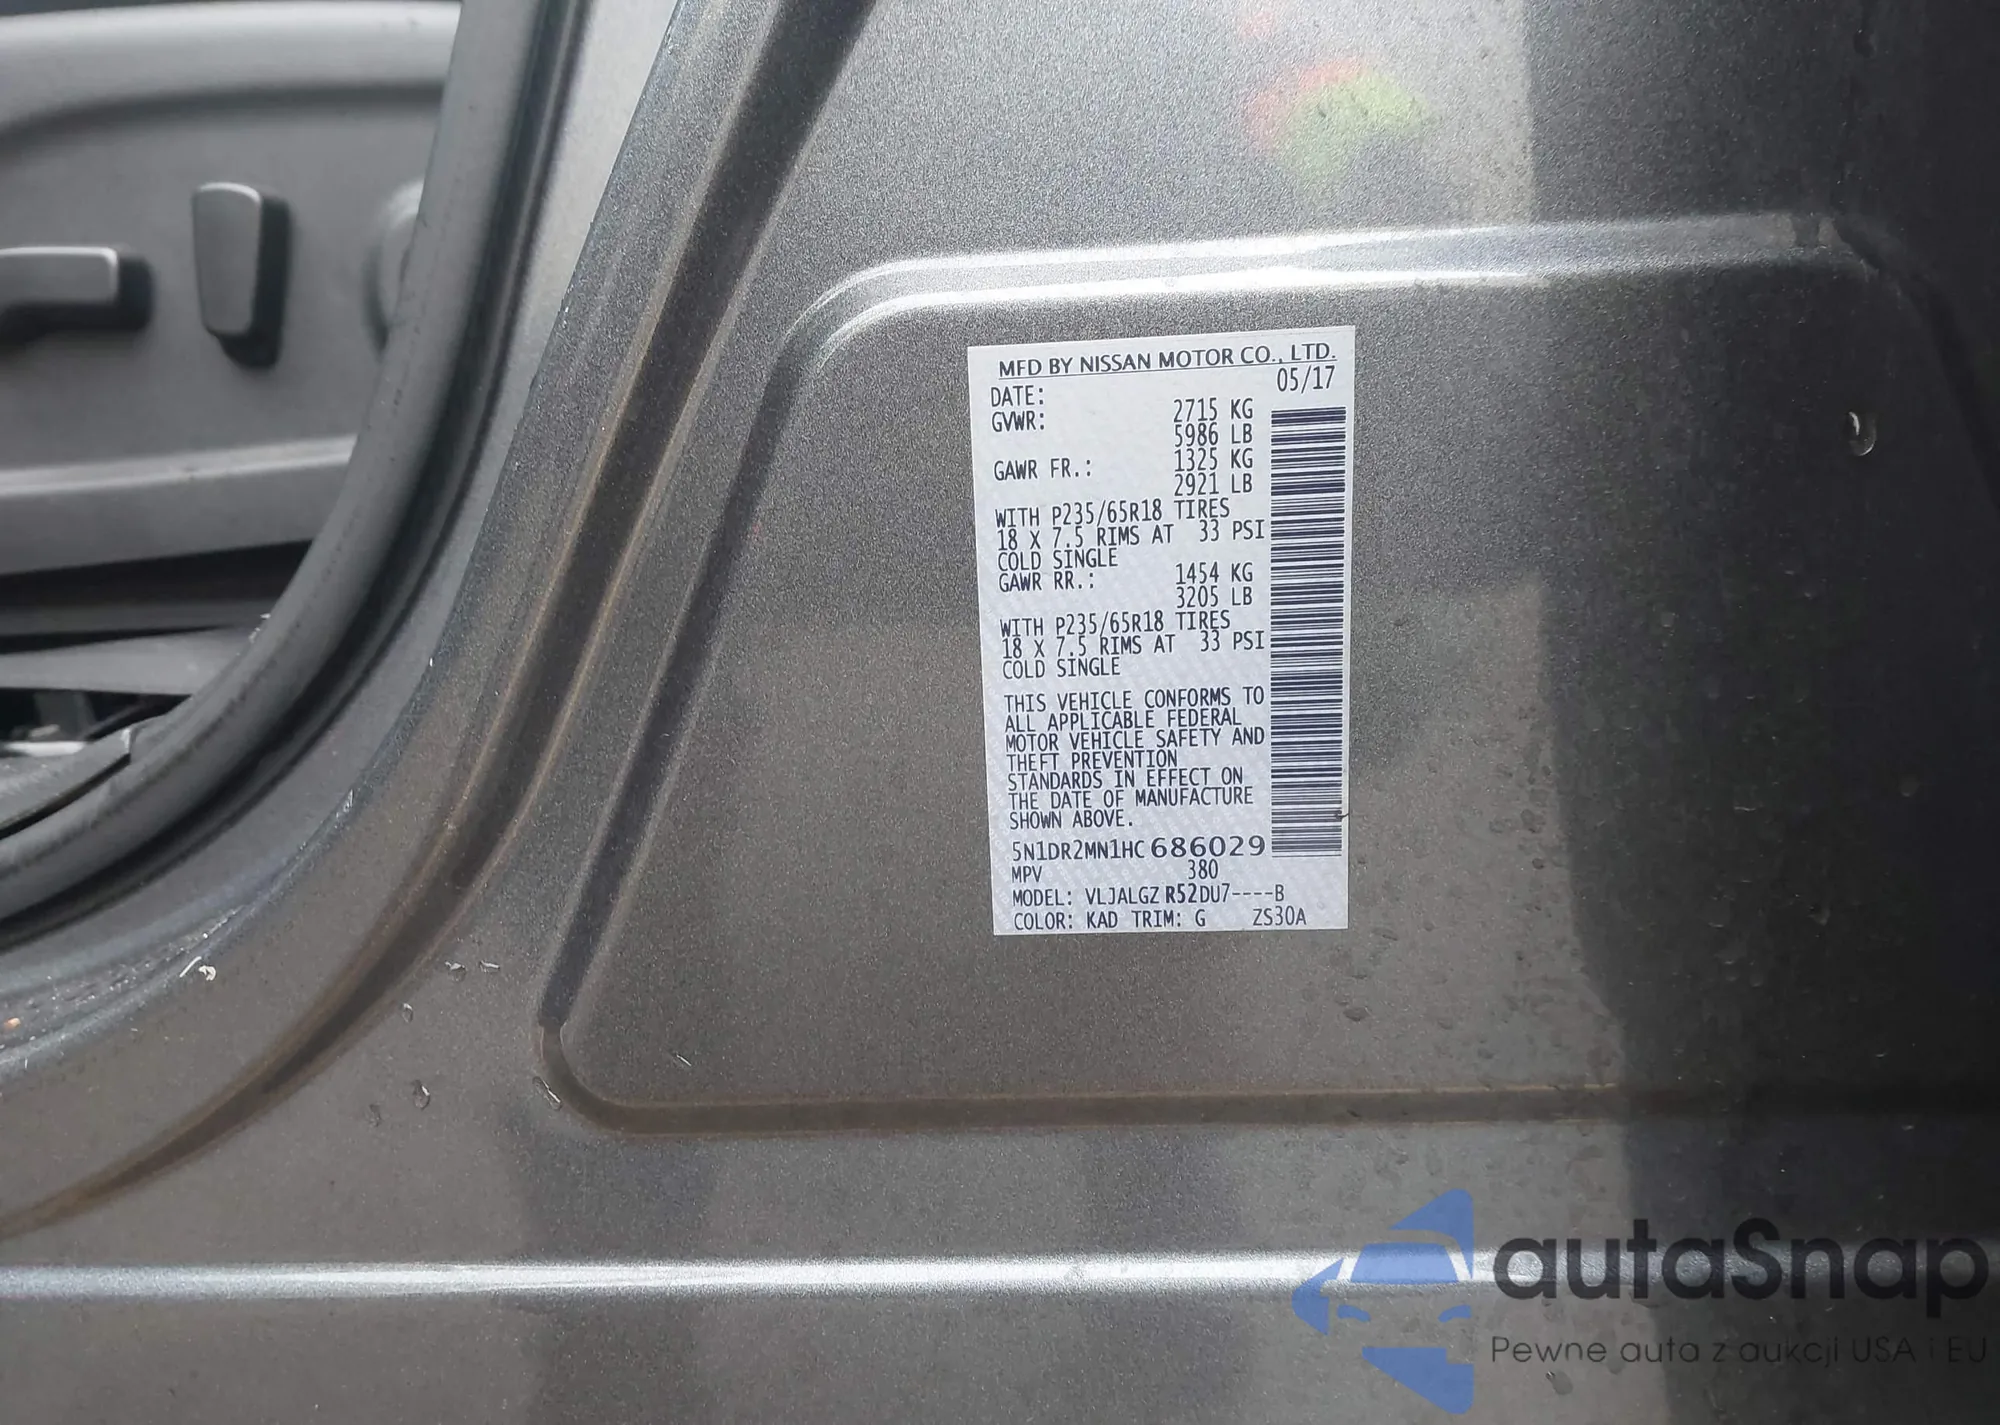 MFD BY NISSAN MOTOR CO., LTD.
DATE: 05/17
GVWR: 2715 KG
5986 LB
GAWR FR.: 1325 KG
2921 LB
WITH P235/65R18 TIRES
18 X 7.5 RIMS AT 33 PSI
COLD SINGLE
GAWR RR.: 1454 KG
3205 LB
WITH P235/65R18 TIRES
18 X 7.5 RIMS AT 33 PSI
COLD SINGLE
THIS VEHICLE CONFORMS TO
ALL APPLICABLE FEDERAL
MOTOR VEHICLE SAFETY AND
THEFT PREVENTION
STANDARDS IN EFFECT ON
THE DATE OF MANUFACTURE
SHOWN ABOVE.
5N1DR2MN1HC686029
MPV 380
MODEL: VLJALGZ R52DU7----B
COLOR: KAD TRIM: G ZS30A
autaSnap
Pewne auta z aukcji USA i EU